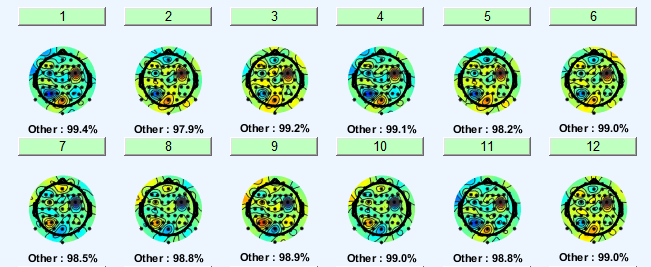 1 2 3 4 5 6
Other : 99.4% Other : 97.9% Other : 99.2% Other : 99.1% Other : 98.2% Other : 99.0%
7 8 9 10 11 12
Other : 98.5% Other : 98.8% Other : 98.9% Other : 99.0% Other : 98.8% Other : 99.0%